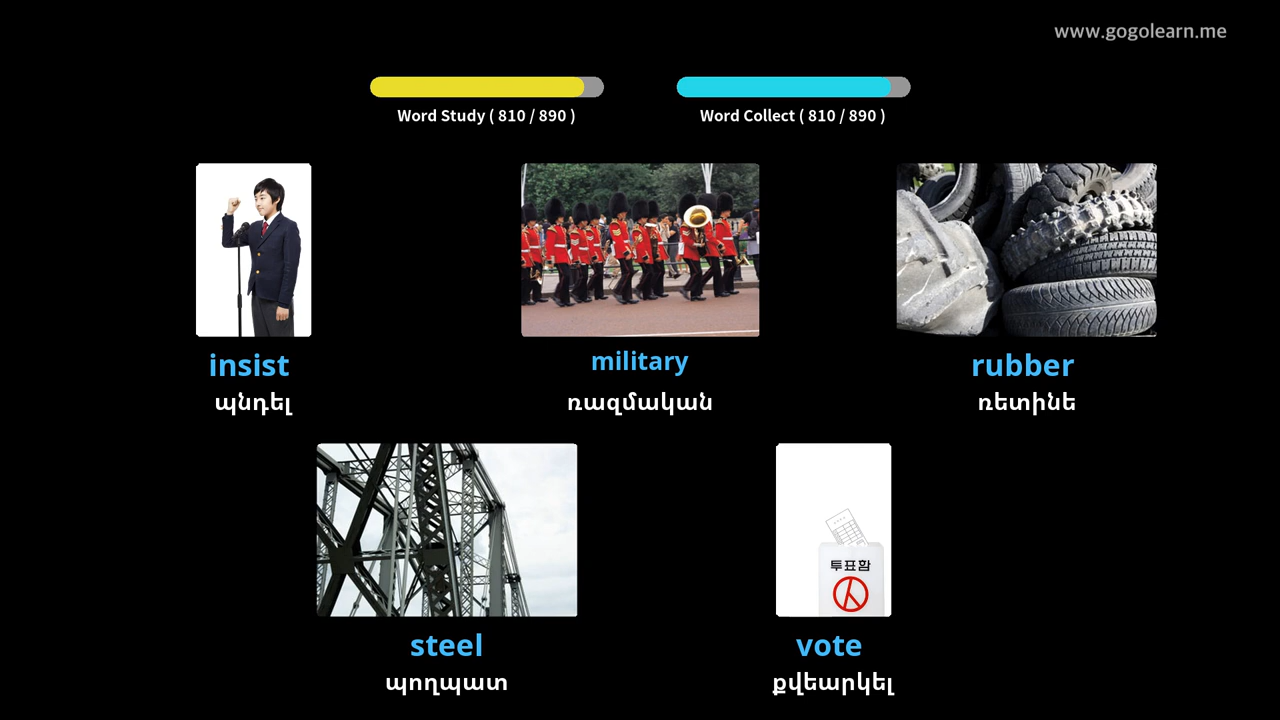 www.gogolearn.me
Word Study ( 810 / 890 )
Word Collect ( 810 / 890 )
insist
պնդել
military
ռազմական
rubber
ռետինե
투표함
steel
պողպատ
vote
քվեարկել